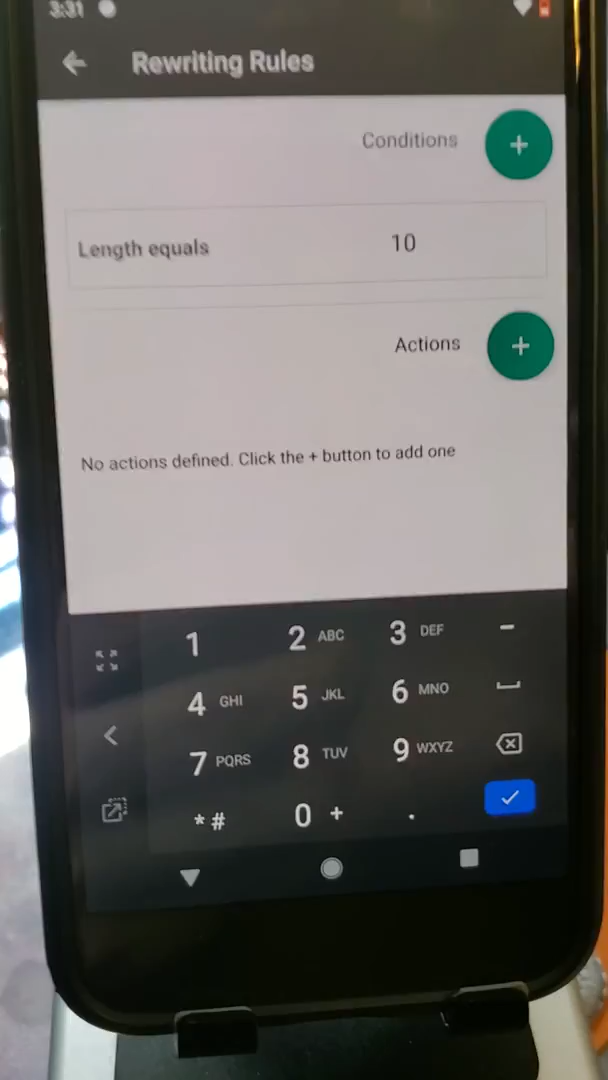 3:31
Rewriting Rules
Conditions +
Length equals 10
Actions +
No actions defined. Click the + button to add one
1 2 ABC 3 DEF -
4 GHI 5 JKL 6 MNO
7 PQRS 8 TUV 9 WXYZ
*# 0 + .